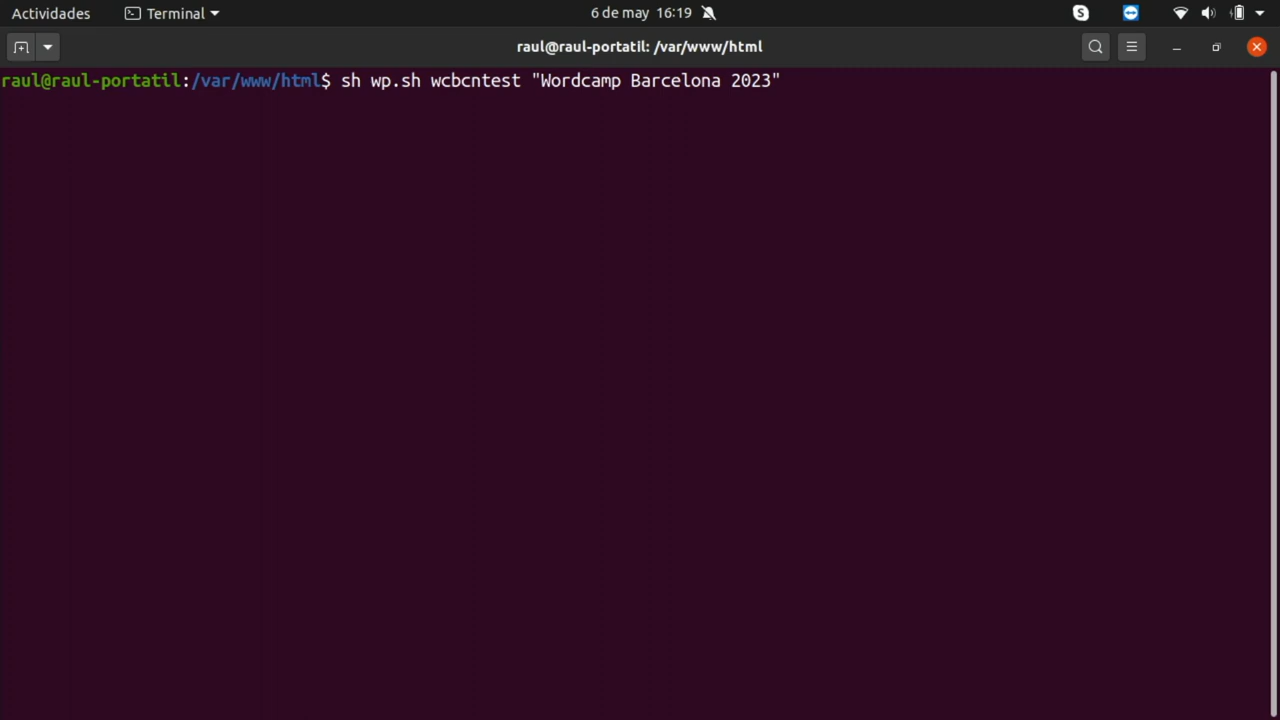 Actividades Terminal 6 de may 16:19
raul@raul-portatil: /var/www/html
raul@raul-portatil:/var/www/html$ sh wp.sh wcbcntest "Wordcamp Barcelona 2023"